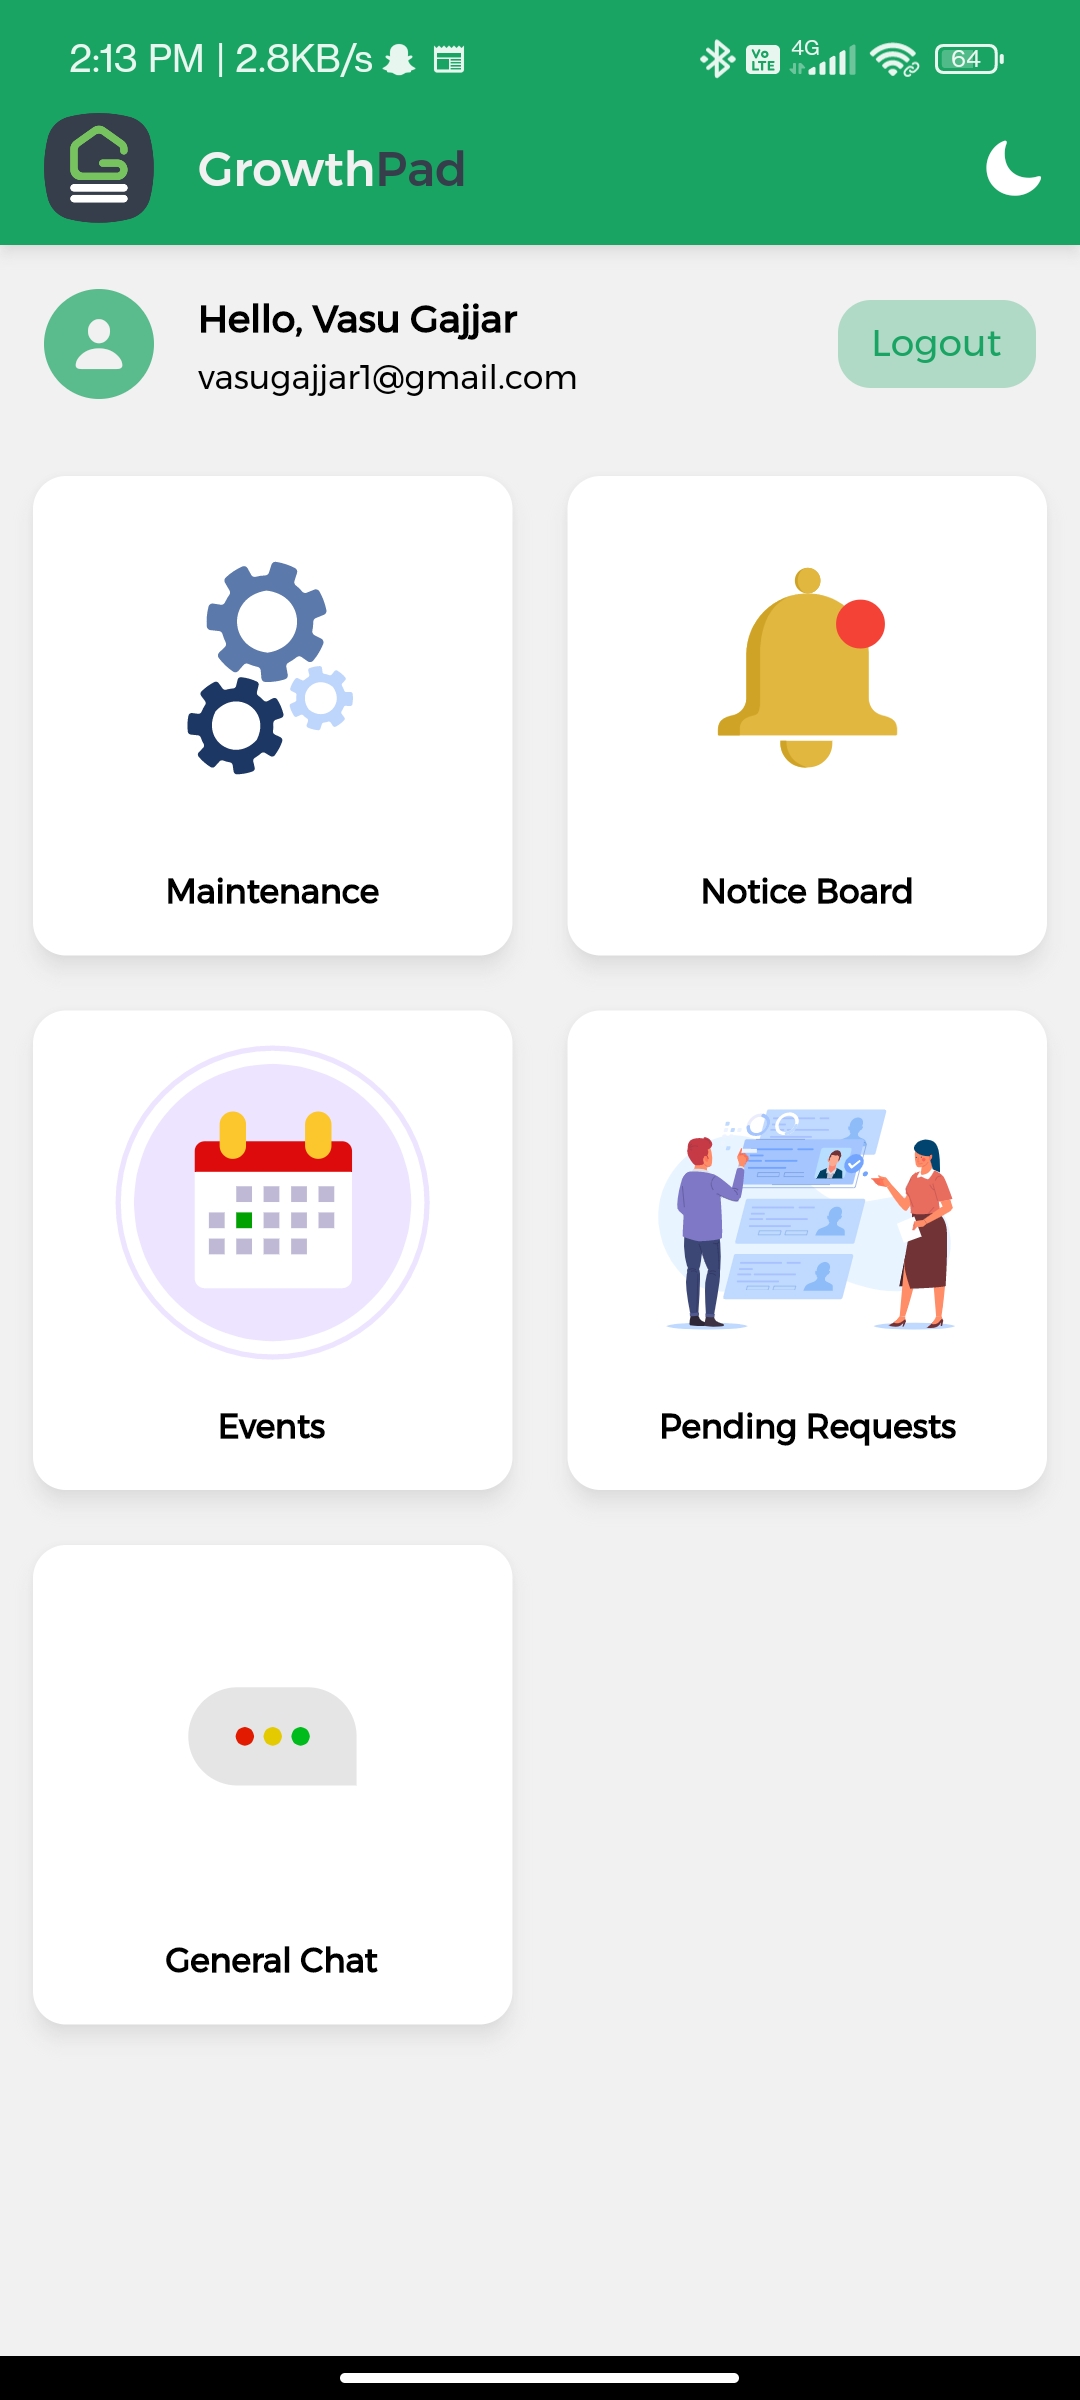 2:13 PM | 2.8KB/s
Vo LTE
4G
64
GrowthPad
Hello, Vasu Gajjar
vasugajjar1@gmail.com
Logout
Maintenance
Notice Board
Events
Pending Requests
General Chat